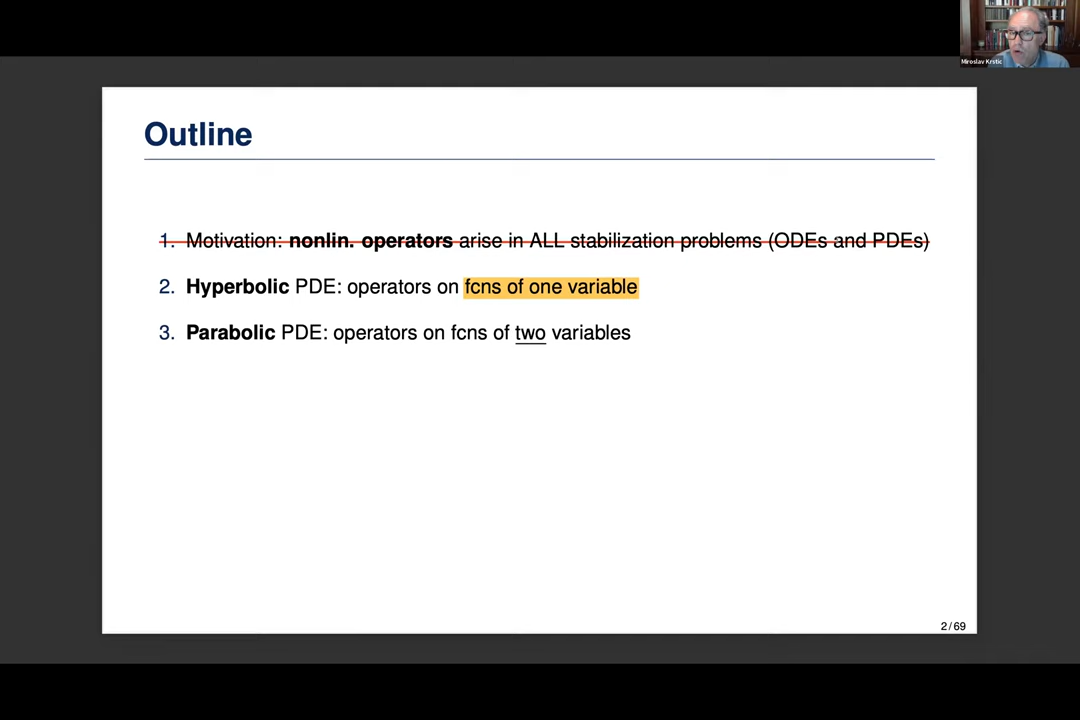 Miroslav Krstic
Outline
1. Motivation: nonlin. operators arise in ALL stabilization problems (ODEs and PDEs)
2. Hyperbolic PDE: operators on fcns of one variable
3. Parabolic PDE: operators on fcns of two variables
2 / 69